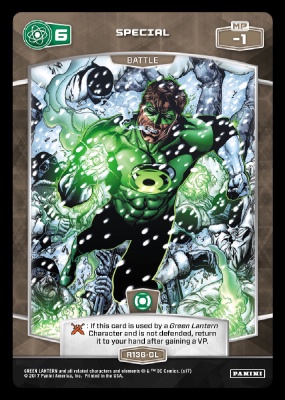 6
SPECIAL
MP
-1
BATTLE
: If this card is used by a Green Lantern
Character and is not defended, return
it to your hand after gaining a VP.
A136-GL
GREEN LANTERN and all related characters and elements © & ™ DC Comics. (s17)
© 2017 Panini America, Inc. Printed in the USA.
PANINI